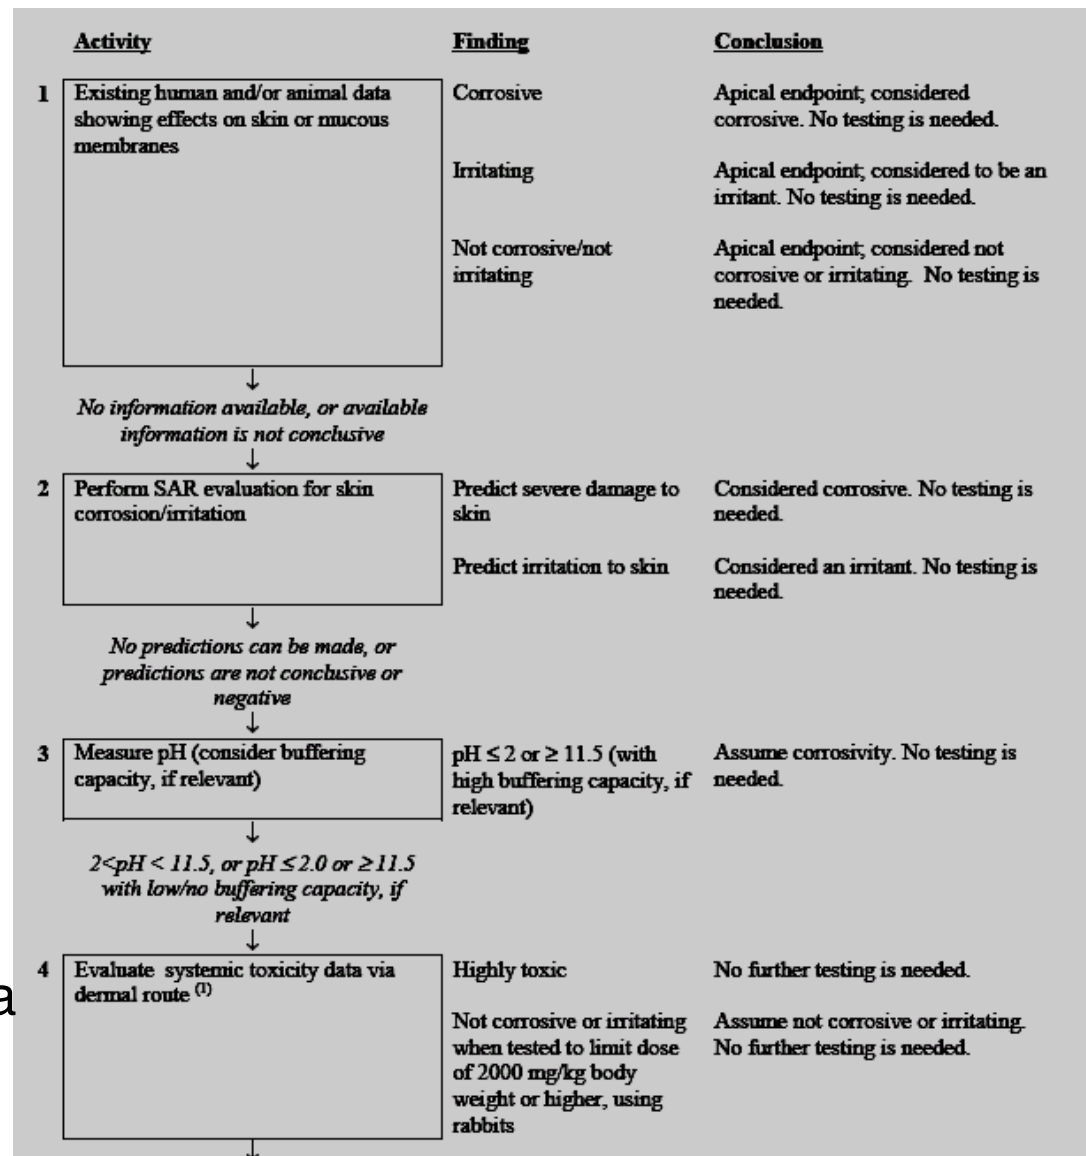 Activity Finding Conclusion
1 Existing human and/or animal data Corrosive Apical endpoint; considered
showing effects on skin or mucous corrosive. No testing is needed.
membranes
Irritating Apical endpoint; considered to be an
irritant. No testing is needed.
Not corrosive/not Apical endpoint; considered not
irritating corrosive or irritating. No testing is
needed.
↓
No information available, or available
information is not conclusive
↓
2 Perform SAR evaluation for skin Predict severe damage to Considered corrosive. No testing is
corrosion/irritation skin needed.
Predict irritation to skin Considered an irritant. No testing is
needed.
↓
No predictions can be made, or
predictions are not conclusive or
negative
↓
3 Measure pH (consider buffering pH ≤ 2 or ≥ 11.5 (with Assume corrosivity. No testing is
capacity, if relevant) high buffering capacity, if needed.
relevant)
↓
2<pH < 11.5, or pH ≤ 2.0 or ≥ 11.5
with low/no buffering capacity, if
relevant
↓
4 Evaluate systemic toxicity data via Highly toxic No further testing is needed.
a dermal route (1)
Not corrosive or irritating Assume not corrosive or irritating.
when tested to limit dose No further testing is needed.
of 2000 mg/kg body
weight or higher, using
rabbits
↓